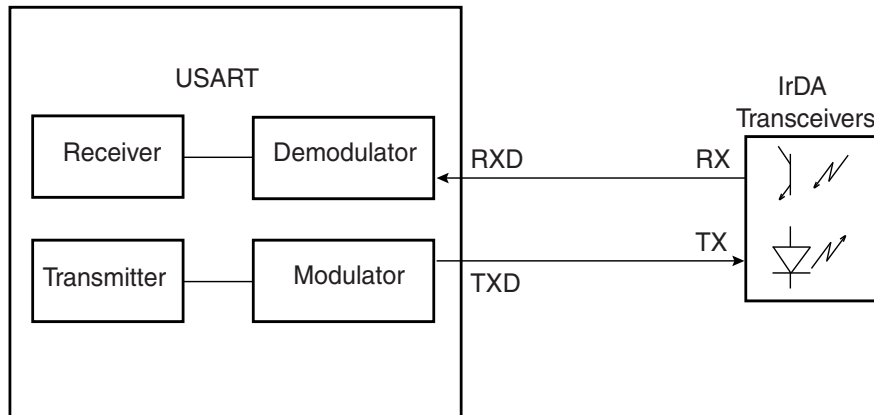 USART
IrDA
Transceivers
Receiver
Demodulator
RXD
RX
Transmitter
Modulator
TX
TXD